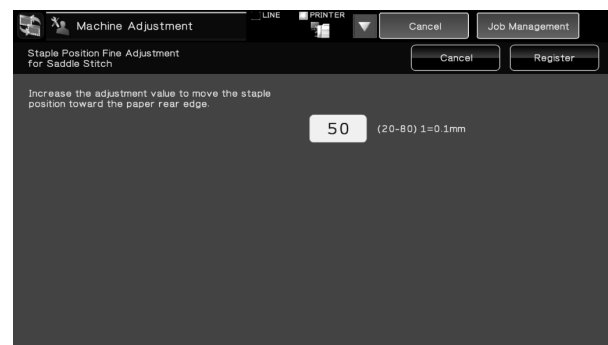 Machine Adjustment
LINE
PRINTER
Cancel
Job Management
Staple Position Fine Adjustment
for Saddle Stitch
Cancel
Register
Increase the adjustment value to move the staple
position toward the paper rear edge.
50
(20-80) 1=0.1mm